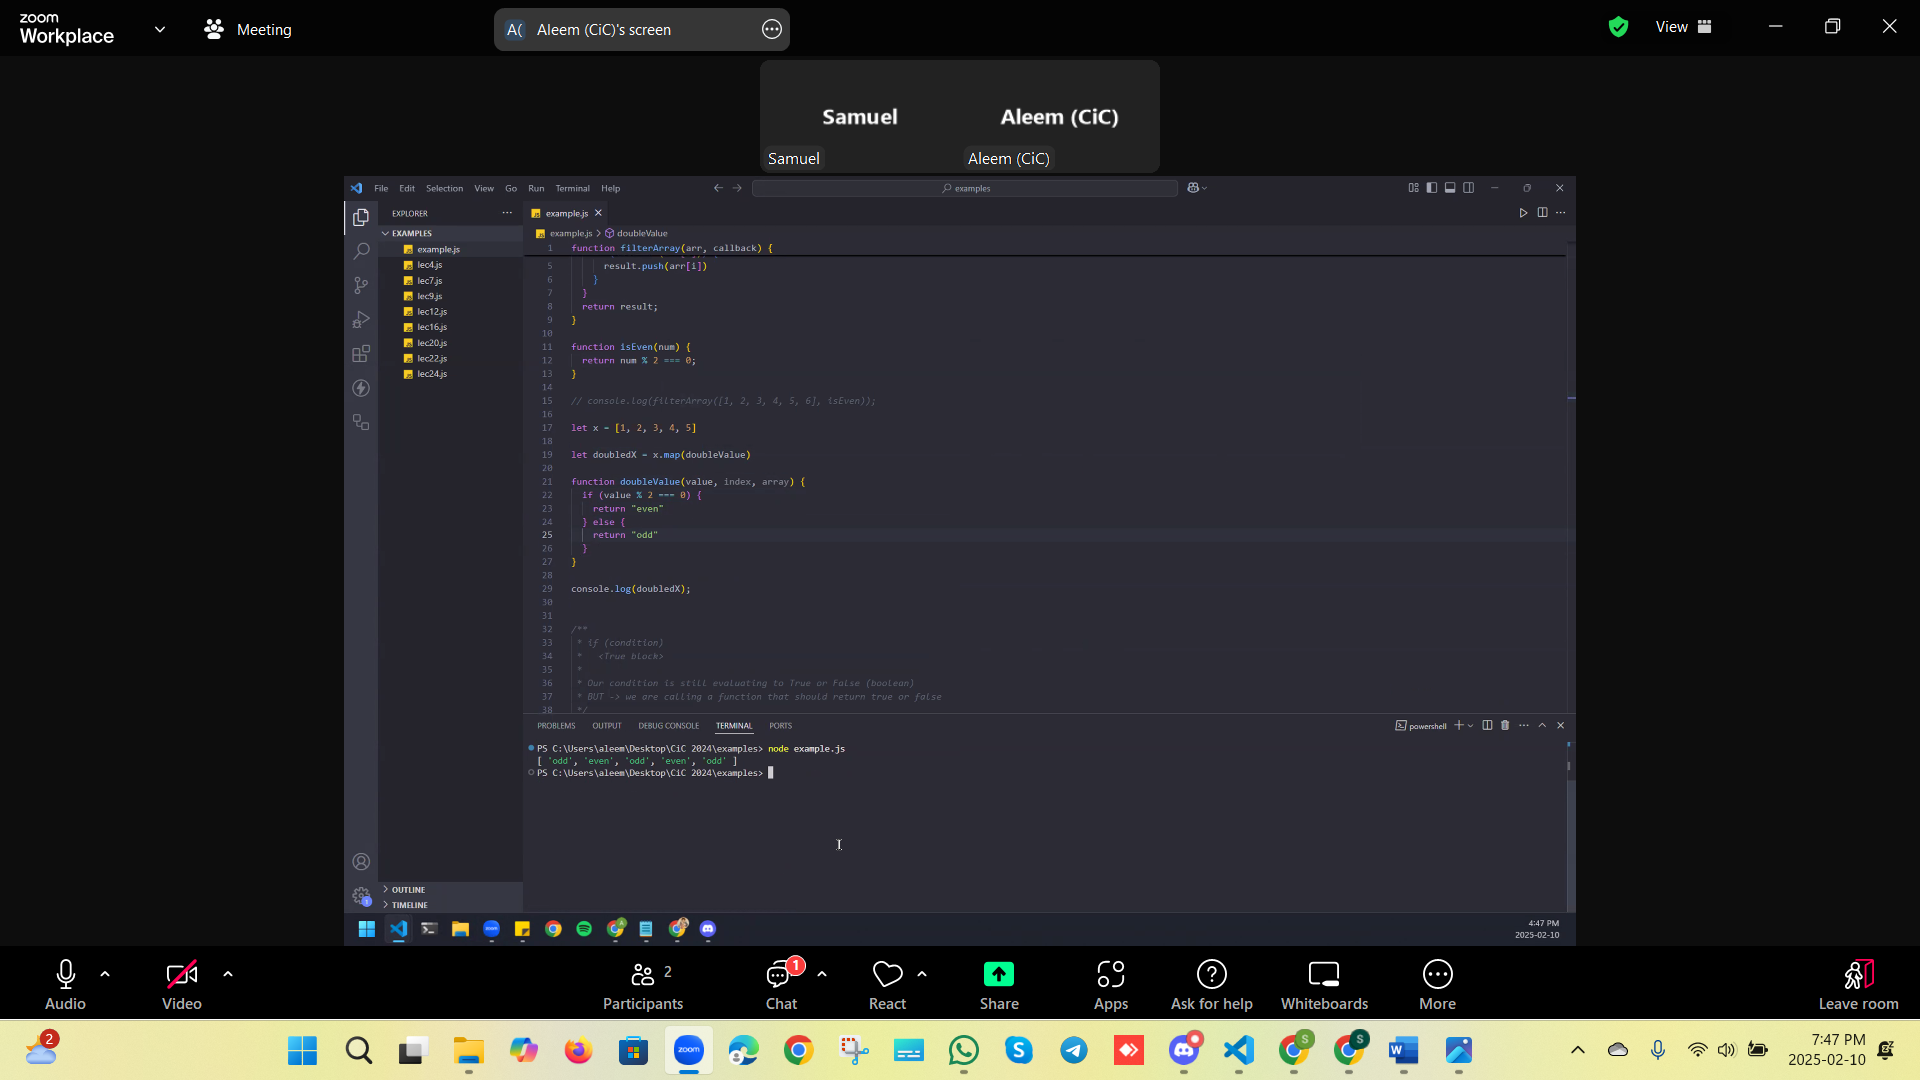 zoom
Workplace
Meeting
A( Aleem (CiC)'s screen
View
Samuel
Aleem (CiC)
Samuel
Aleem (CiC)
File Edit Selection View Go Run Terminal Help
examples
EXPLORER
EXAMPLES
example.js
lec4.js
lec7.js
lec9.js
lec12.js
lec16.js
lec20.js
lec22.js
lec24.js
OUTLINE
TIMELINE
example.js
example.js > doubleValue
1 function filterArray(arr, callback) {
5 result.push(arr[i])
6 }
7 }
8 return result;
9 }
10
11 function isEven(num) {
12 return num % 2 === 0;
13 }
14
15 // console.log(filterArray([1, 2, 3, 4, 5, 6], isEven));
16
17 let x = [1, 2, 3, 4, 5]
18
19 let doubledX = x.map(doubleValue)
20
21 function doubleValue(value, index, array) {
22 if (value % 2 === 0) {
23 return "even"
24 } else {
25 return "odd"
26 }
27 }
28
29 console.log(doubledX);
30
31
32 /**
33 * if (condition)
34 * <True block>
35 *
36 * Our condition is still evaluating to True or False (boolean)
37 * BUT -> we are calling a function that should return true or false
38 */
PROBLEMS OUTPUT DEBUG CONSOLE TERMINAL PORTS
powershell
PS C:\Users\aleem\Desktop\CiC 2024\examples> node example.js
[ 'odd', 'even', 'odd', 'even', 'odd' ]
PS C:\Users\aleem\Desktop\CiC 2024\examples>
1
zoom
4:47 PM
2025-02-10
Audio
Video
2
Participants
1
Chat
React
Share
Apps
Ask for help
Whiteboards
More
Leave room
2
zoom
S
S
7:47 PM
2025-02-10